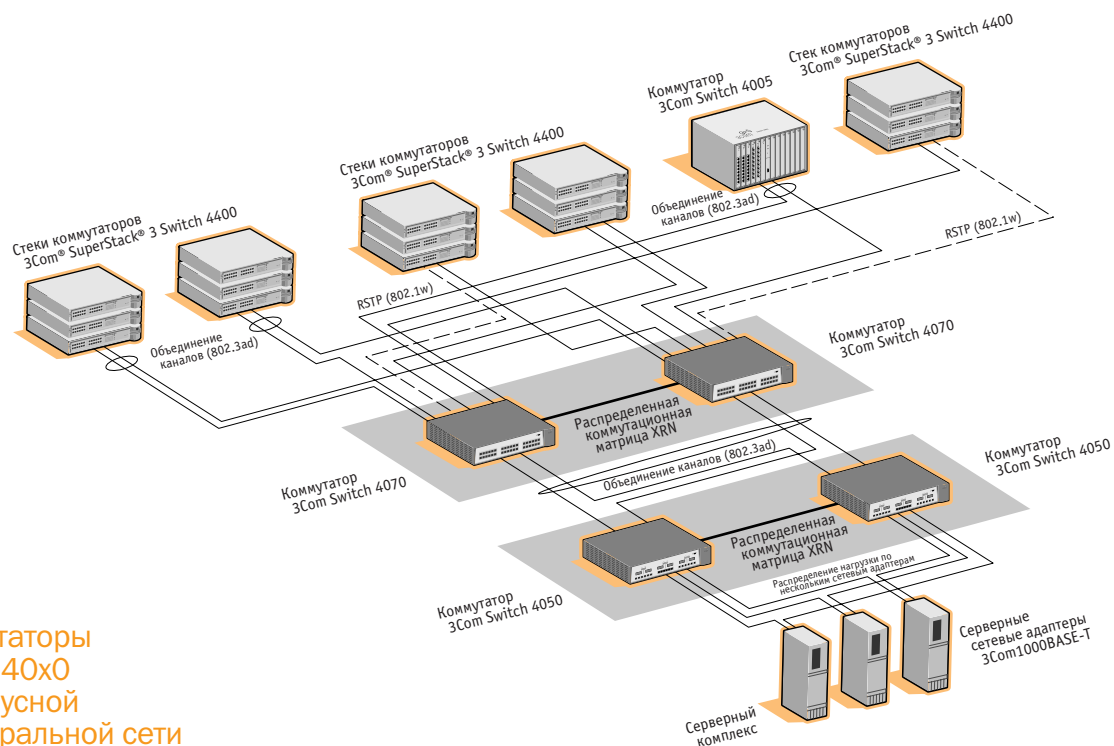 Стек коммутаторов
3Com® SuperStack® 3 Switch 4400
Коммутатор
3Com Switch 4005
Стеки коммутаторов
3Com® SuperStack® 3 Switch 4400
Стеки коммутаторов
3Com® SuperStack® 3 Switch 4400
Объединение
каналов (802.3ad)
RSTP (802.1w)
RSTP (802.1w)
Объединение
каналов (802.3ad)
Коммутатор
3Com Switch 4070
Распределенная
коммутационная
матрица XRN
Коммутатор
3Com Switch 4070
Объединение каналов (802.3ad)
Коммутатор
3Com Switch 4050
Распределенная
коммутационная
матрица XRN
Распределение нагрузки по
нескольким сетевым адаптерам
Коммутатор
3Com Switch 4050
Серверные
сетевые адаптеры
3Com1000BASE-T
Серверный
комплекс
таторы
40x0
усной
ральной сети